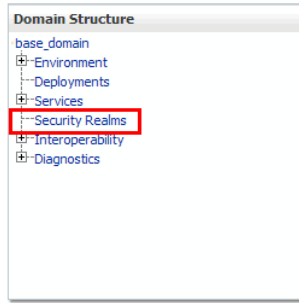 Domain Structure
base_domain
Environment
Deployments
Services
Security Realms
Interoperability
Diagnostics